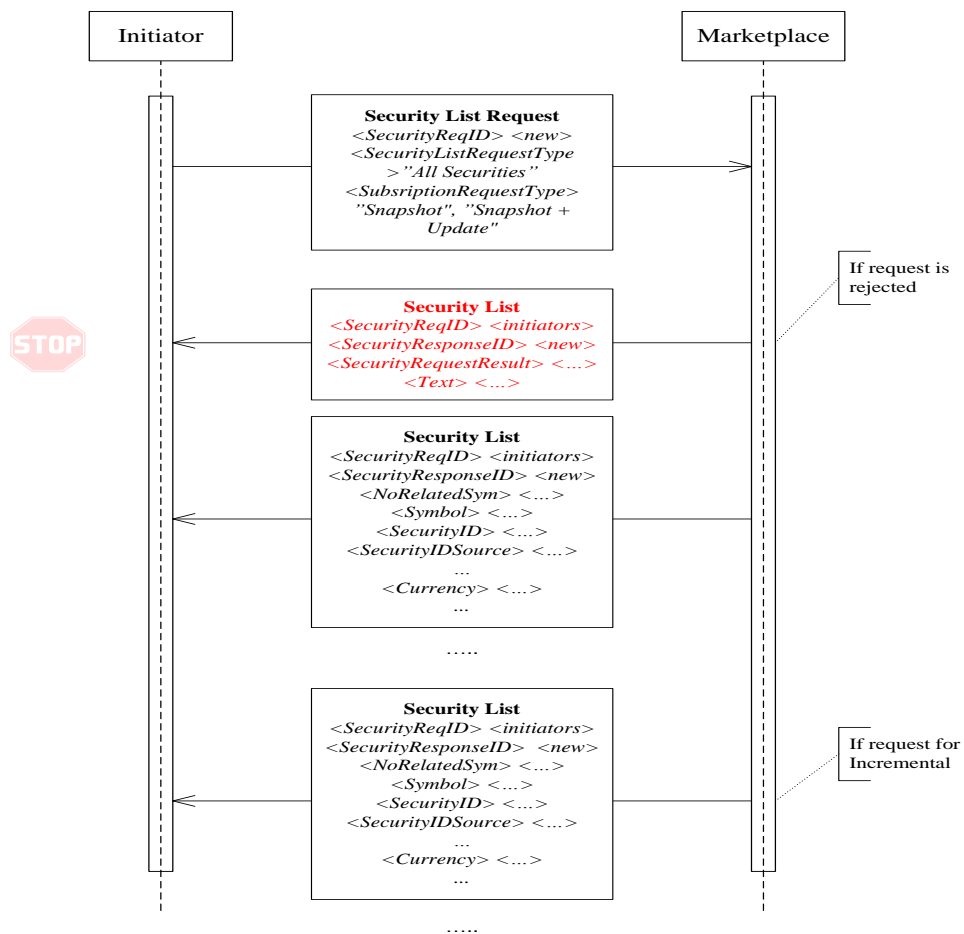 Initiator
Marketplace
Security List Request
<SecurityReqID> <new>
<SecurityListRequestType
>”All Securities”
<SubsriptionRequestType>
”Snapshot", ”Snapshot +
Update"
If request is
rejected
Security List
<SecurityReqID> <initiators>
<SecurityResponseID> <new>
<SecurityRequestResult> <…>
<Text> <…>
STOP
Security List
<SecurityReqID> <initiators>
<SecurityResponseID> <new>
<NoRelatedSym> <…>
<Symbol> <…>
<SecurityID> <…>
<SecurityIDSource> <…>
...
<Currency> <…>
...
…..
Security List
<SecurityReqID> <initiators>
<SecurityResponseID> <new>
<NoRelatedSym> <…>
<Symbol> <…>
<SecurityID> <…>
<SecurityIDSource> <…>
...
<Currency> <…>
...
If request for
Incremental
…..